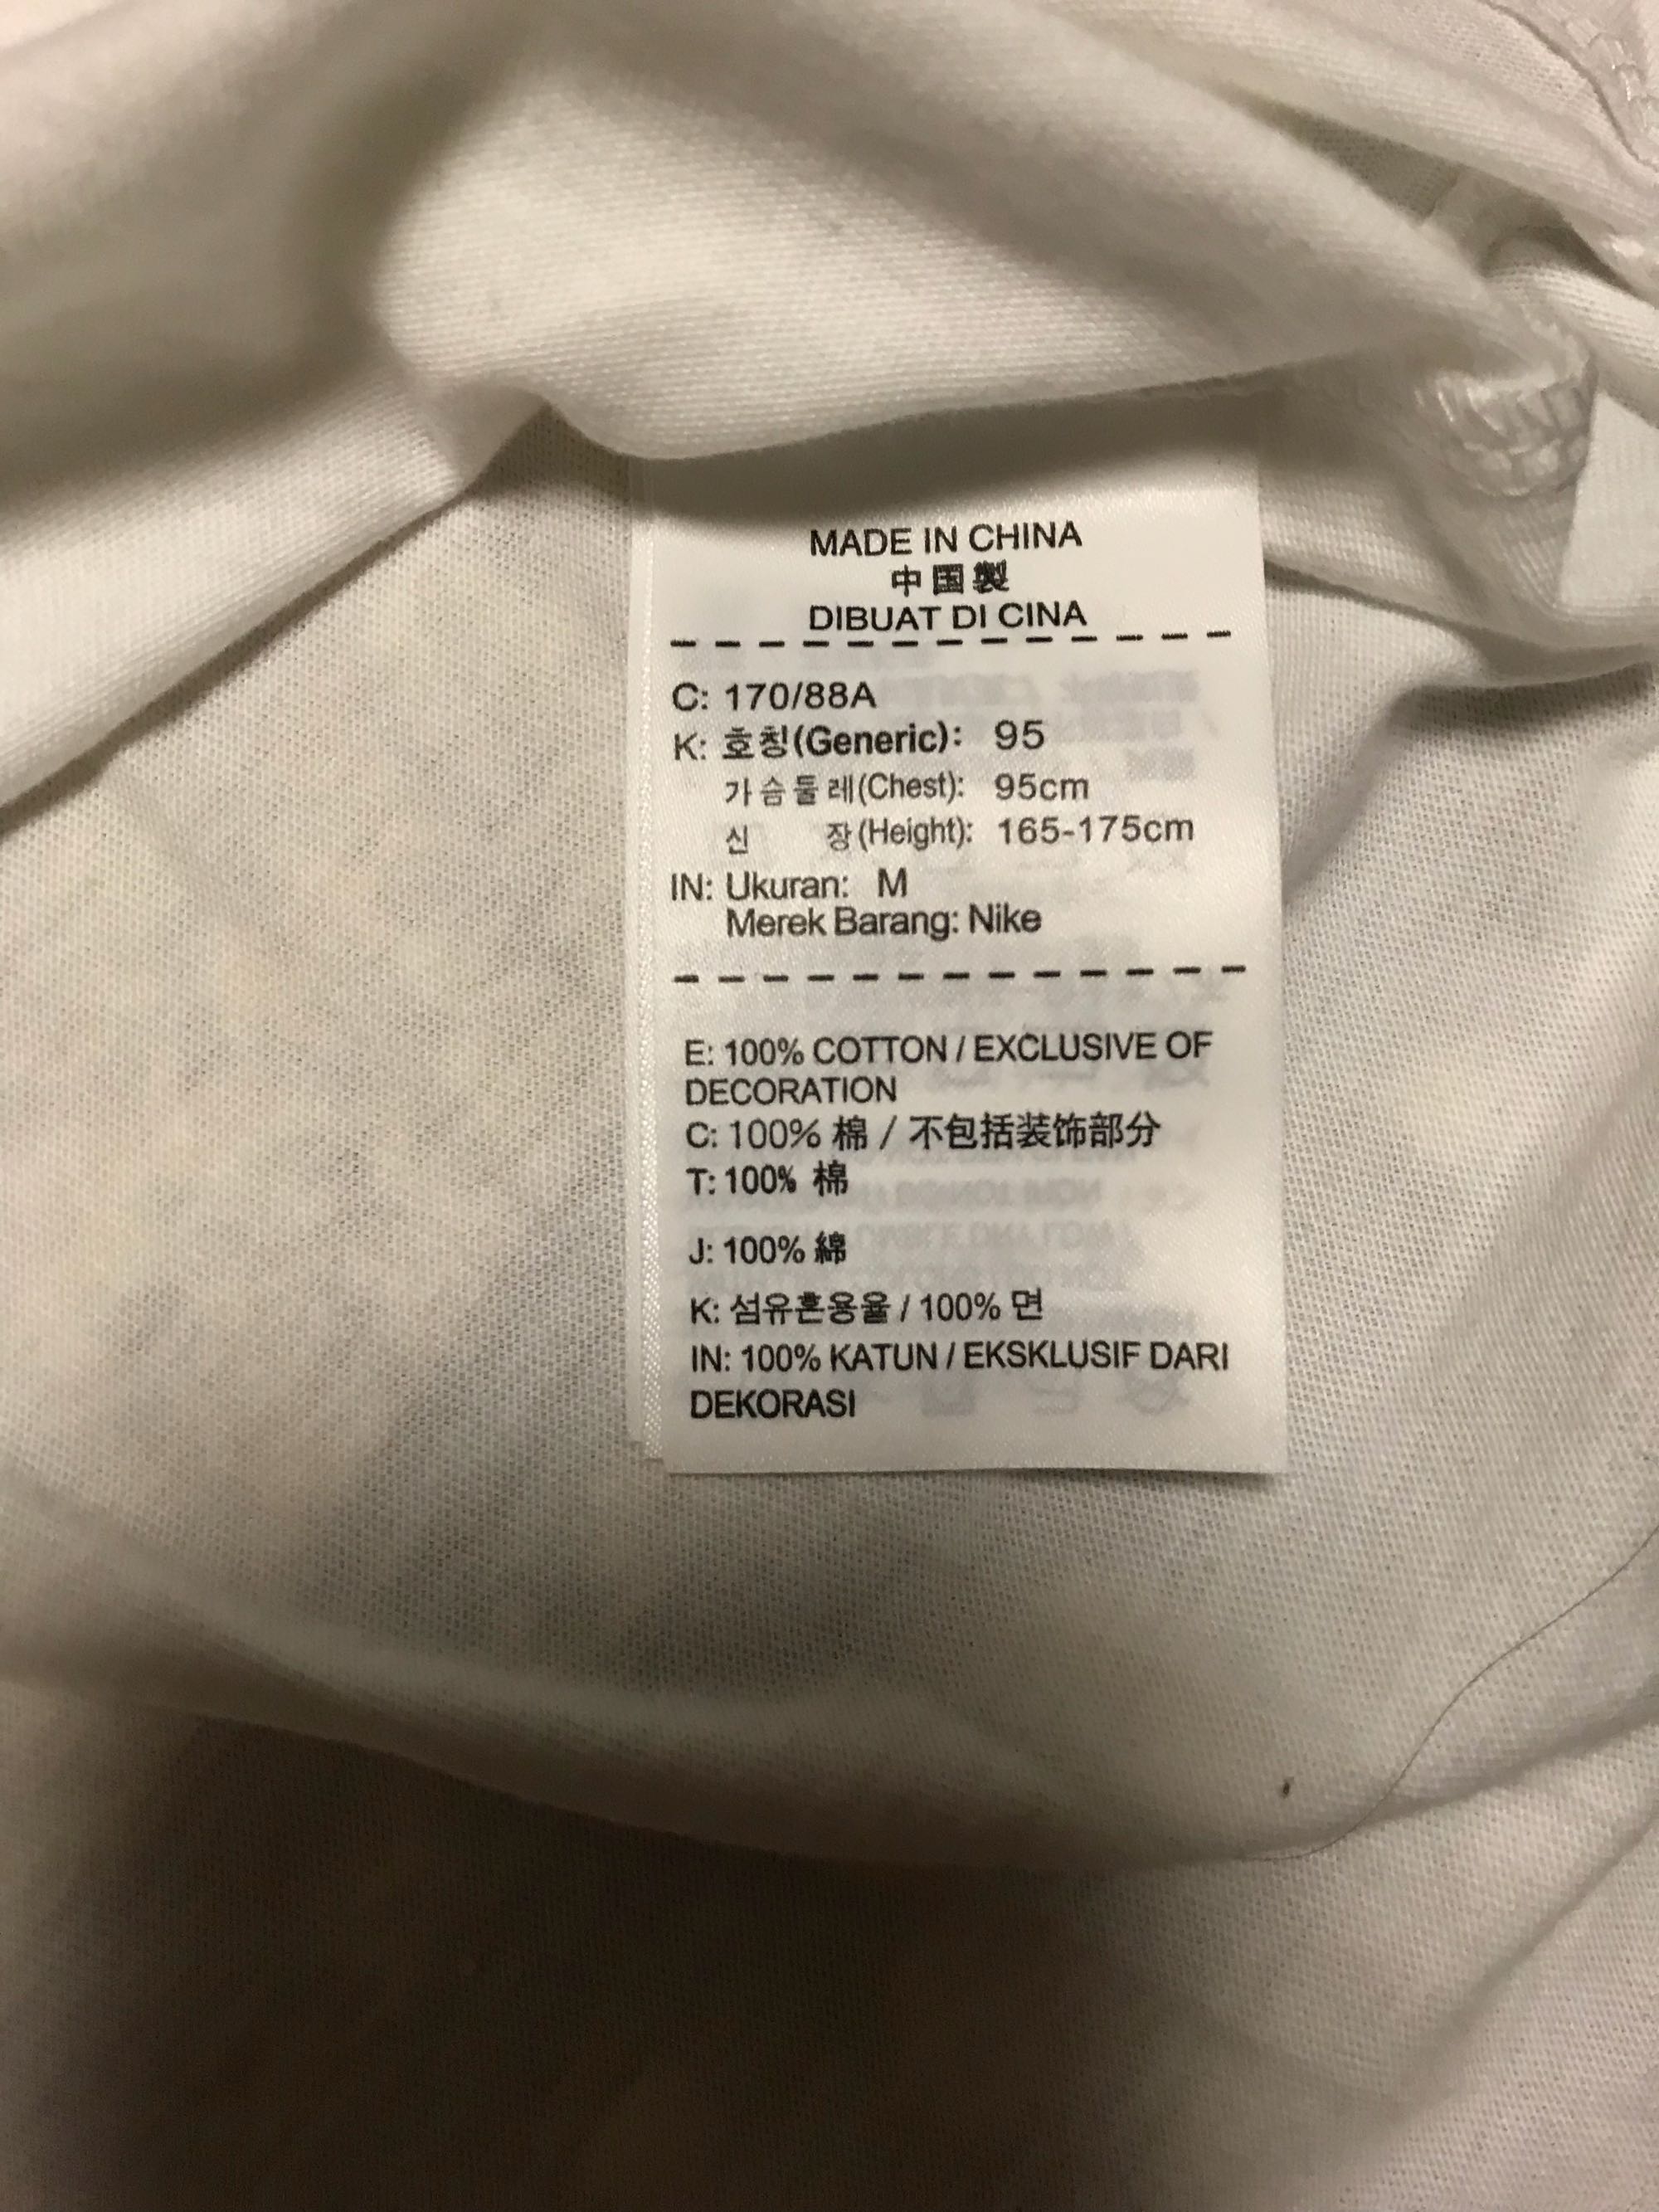 MADE IN CHINA
中国製
DIBUAT DI CINA
C: 170/88A
K: 호칭(Generic): 95
가슴둘레(Chest): 95cm
신 장(Height): 165-175cm
IN: Ukuran: M
Merek Barang: Nike
E: 100% COTTON / EXCLUSIVE OF
DECORATION
C: 100% 棉 / 不包括装饰部分
T: 100% 棉
J: 100% 綿
K: 섬유혼용율 / 100% 면
IN: 100% KATUN / EKSKLUSIF DARI
DEKORASI